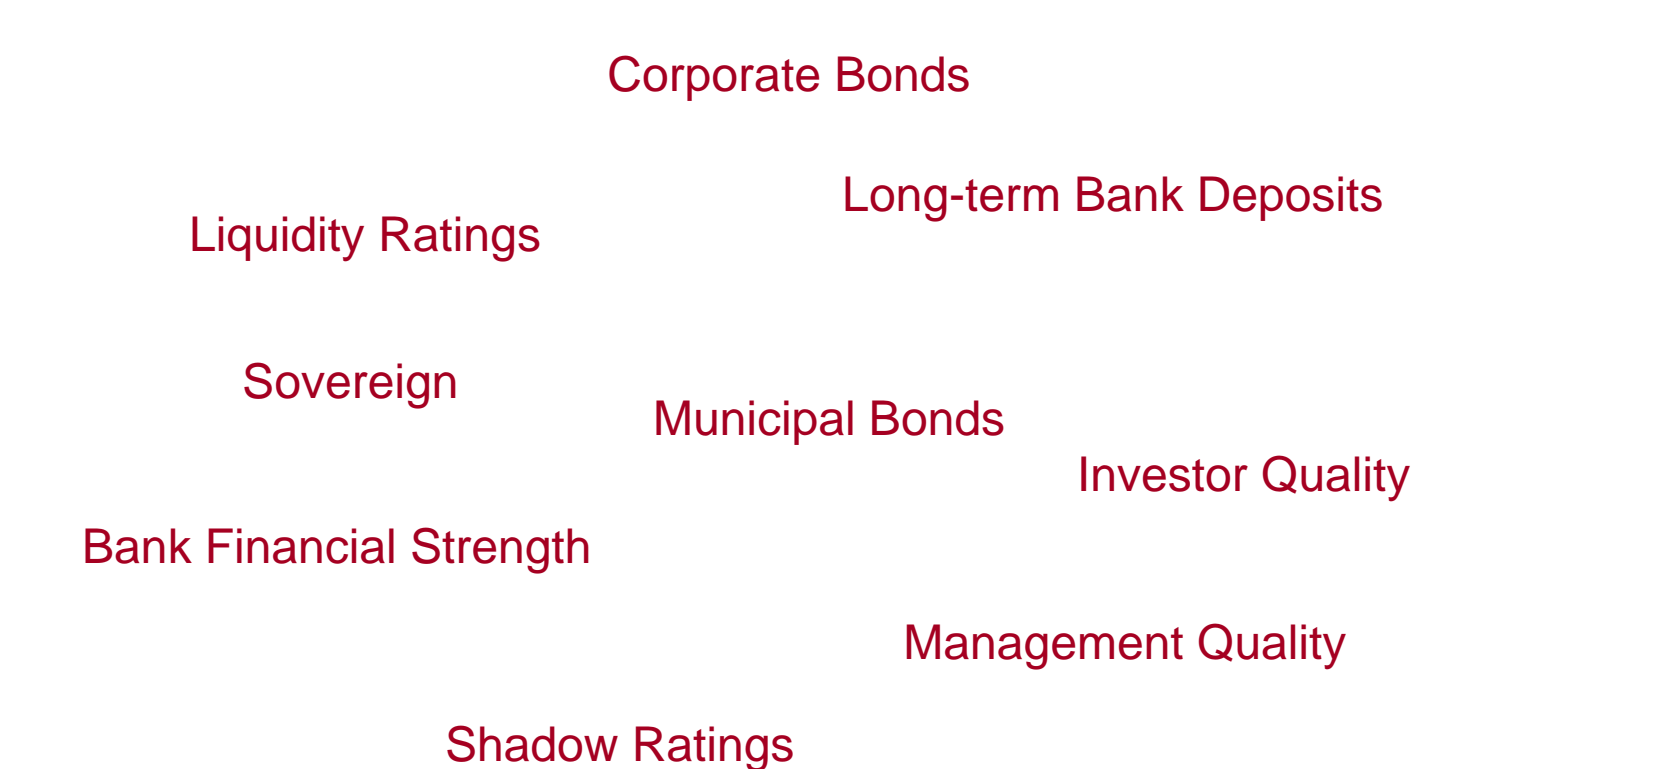 Corporate Bonds
Long-term Bank Deposits
Liquidity Ratings
Sovereign
Municipal Bonds
Investor Quality
Bank Financial Strength
Management Quality
Shadow Ratings